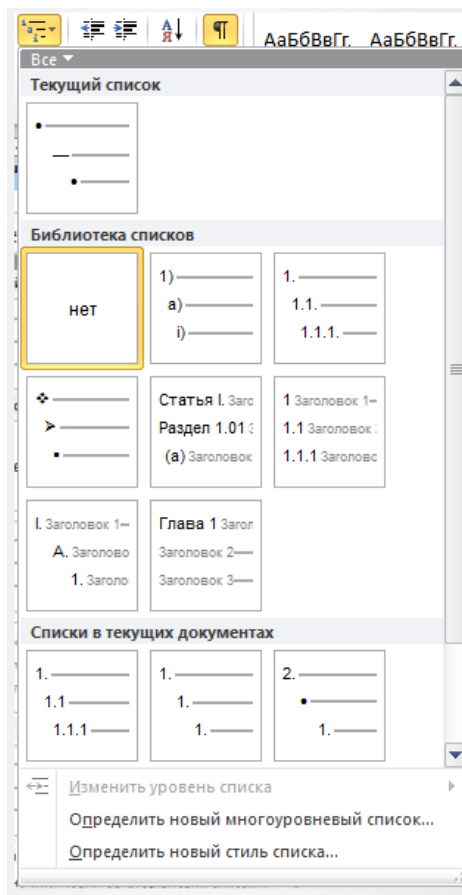 АаБбВвГг, АаБбВвГг,
Все
Текущий список
Библиотека списков
нет
1)
a)
i)
1.
1.1.
1.1.1.
Статья I. Заго
Раздел 1.01
(a) Заголовок
1 Заголовок 1
1.1 Заголовок
1.1.1 Заголово
I. Заголовок 1
A. Заголово
1. Заголо
Глава 1 Загол
Заголовок 2
Заголовок 3
Списки в текущих документах
1.
1.1
1.1.1
1.
1.
1.
2.
1.
Изменить уровень списка
Определить новый многоуровневый список...
Определить новый стиль списка...